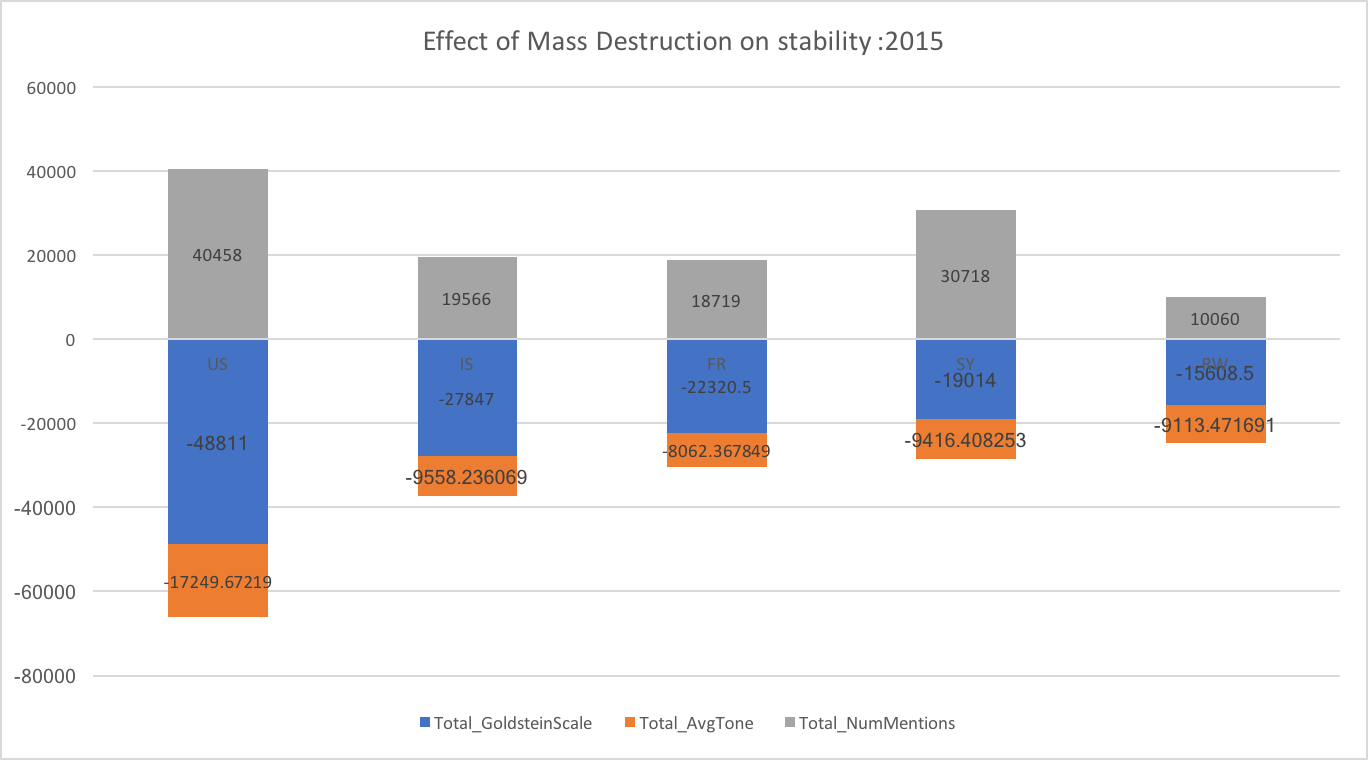 Effect of Mass Destruction on stability :2015
60000
40000
20000
0
-20000
-40000
-60000
-80000
40458
19566
18719
30718
10060
US
IS
FR
SY
RW
-48811
-27847
-22320.5
-19014
-15608.5
-17249.67219
-9558.236069
-8062.367849
-9416.408253
-9113.471691
Total_GoldsteinScale
Total_AvgTone
Total_NumMentions